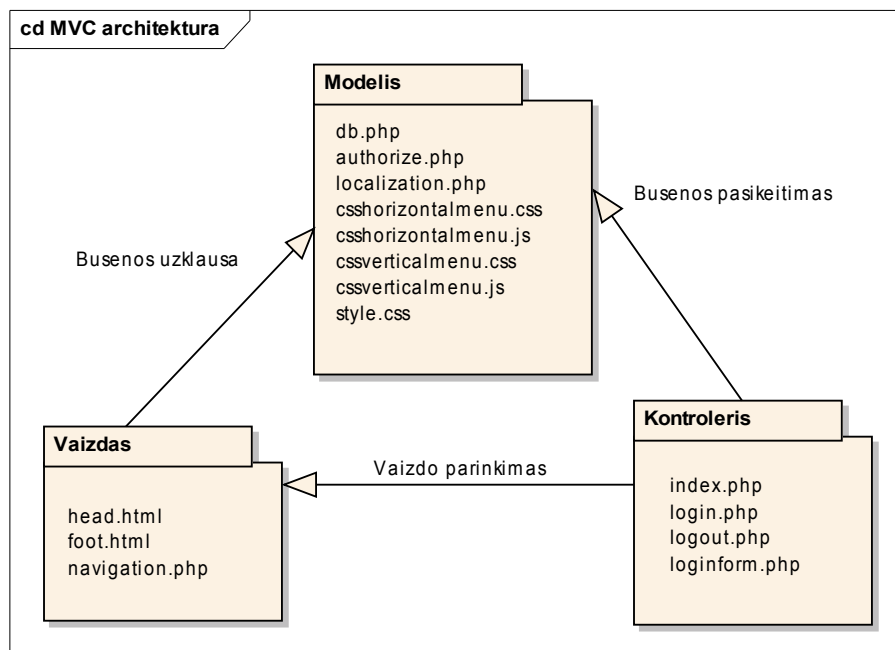 cd MVC architektura
Modelis
db.php
authorize.php
localization.php
csshorizontalmenu.css
csshorizontalmenu.js
cssverticalmenu.css
cssverticalmenu.js
style.css
Busenos pasikeitimas
Busenos uzklausa
Vaizdas
head.html
foot.html
navigation.php
Vaizdo parinkimas
Kontroleris
index.php
login.php
logout.php
loginform.php